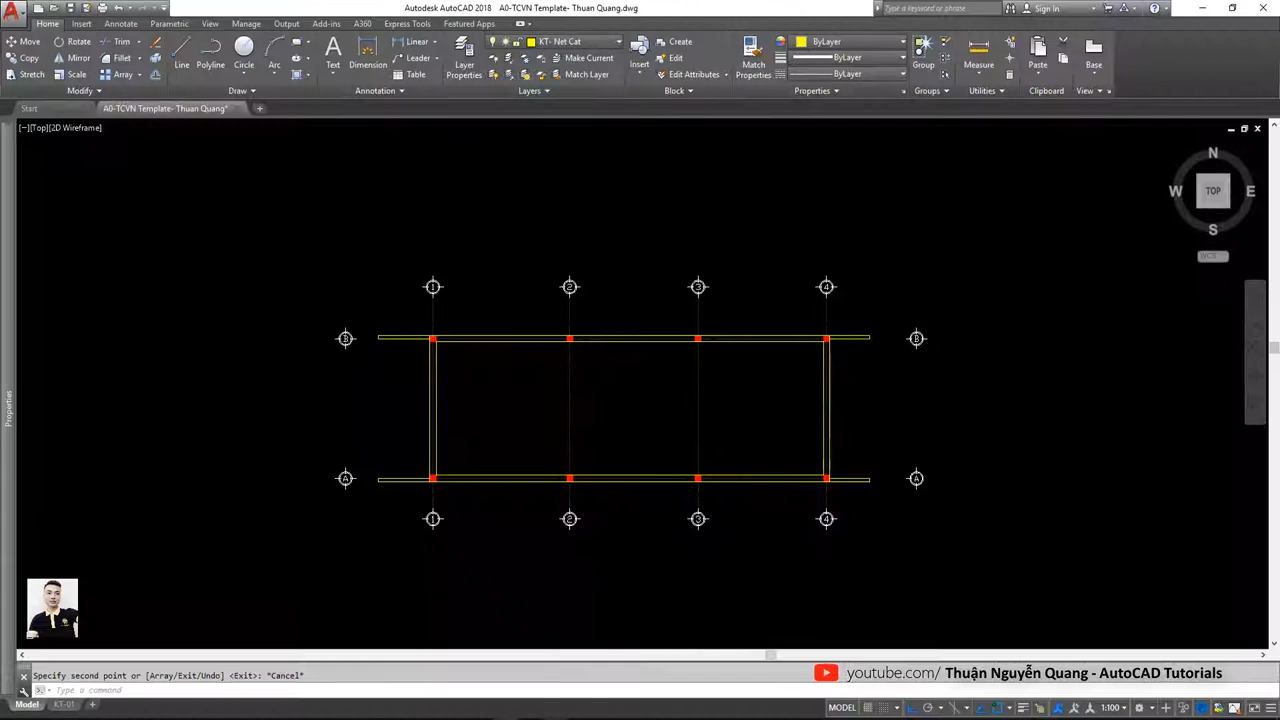 Autodesk AutoCAD 2018 A0-TCVN Template- Thuan Quang.dwg
Type a keyword or phrase
Sign In
Home Insert Annotate Parametric View Manage Output Add-ins A360 Express Tools Featured Apps
Move Rotate Trim
Copy Mirror Fillet
Stretch Scale Array
Modify
Line Polyline Circle Arc
Draw
Text Dimension
Linear
Leader
Table
Annotation
Layer Properties
KT- Net Cat
Make Current
Match Layer
Layers
Insert
Create
Edit
Edit Attributes
Block
Match Properties
ByLayer
ByLayer
ByLayer
Properties
Group
Groups
Measure
Utilities
Paste
Clipboard
Base
View
Start A0-TCVN Template- Thuan Quang*
[−][Top][2D Wireframe]
N
W TOP E
S
WCS
1 2 3 4
B B
A A
1 2 3 4
Properties
Specify second point or [Array/Exit/Undo] <Exit>: *Cancel*
Type a command
youtube.com/ Thuận Nguyễn Quang - AutoCAD Tutorials
Model KT-01
MODEL 1:100